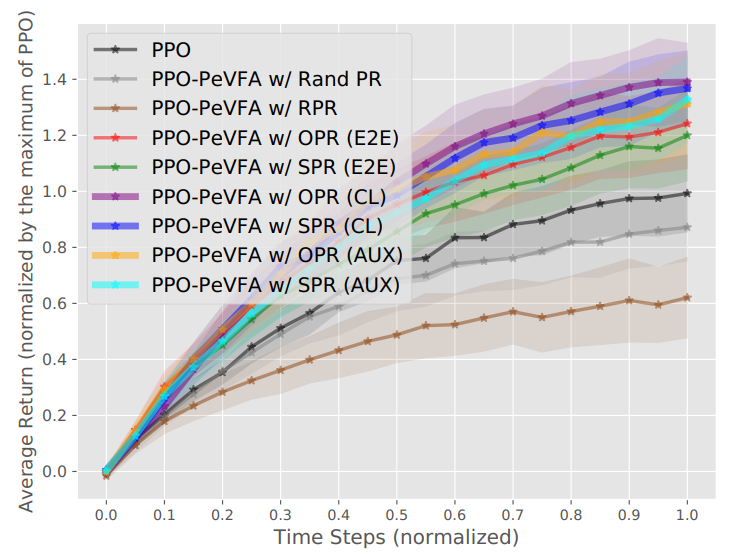 Average Return (normalized by the maximum of PPO)
1.4
1.2
1.0
0.8
0.6
0.4
0.2
0.0
PPO
PPO-PeVFA w/ Rand PR
PPO-PeVFA w/ RPR
PPO-PeVFA w/ OPR (E2E)
PPO-PeVFA w/ SPR (E2E)
PPO-PeVFA w/ OPR (CL)
PPO-PeVFA w/ SPR (CL)
PPO-PeVFA w/ OPR (AUX)
PPO-PeVFA w/ SPR (AUX)
0.0 0.1 0.2 0.3 0.4 0.5 0.6 0.7 0.8 0.9 1.0
Time Steps (normalized)